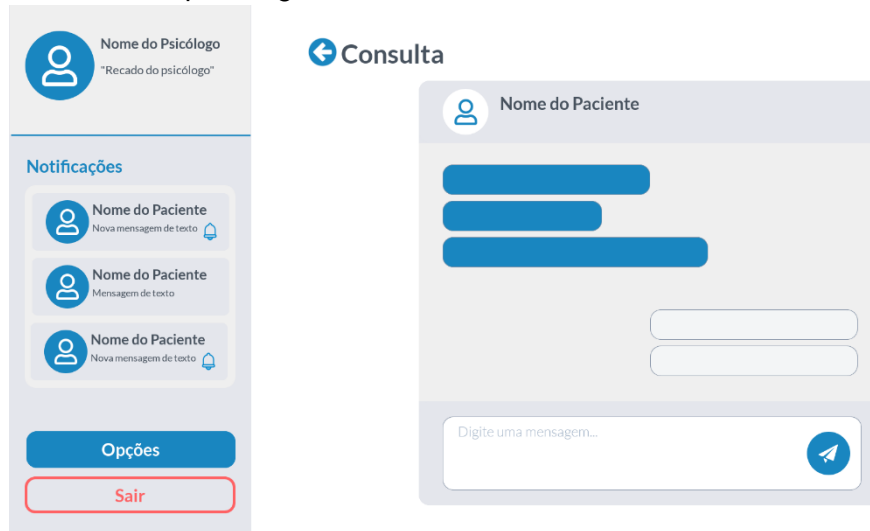 Nome do Psicólogo
"Recado do psicólogo"
Notificações
Nome do Paciente
Nova mensagem de texto
Nome do Paciente
Mensagem de texto
Nome do Paciente
Nova mensagem de texto
Opções
Sair
Consulta
Nome do Paciente
Digite uma mensagem...